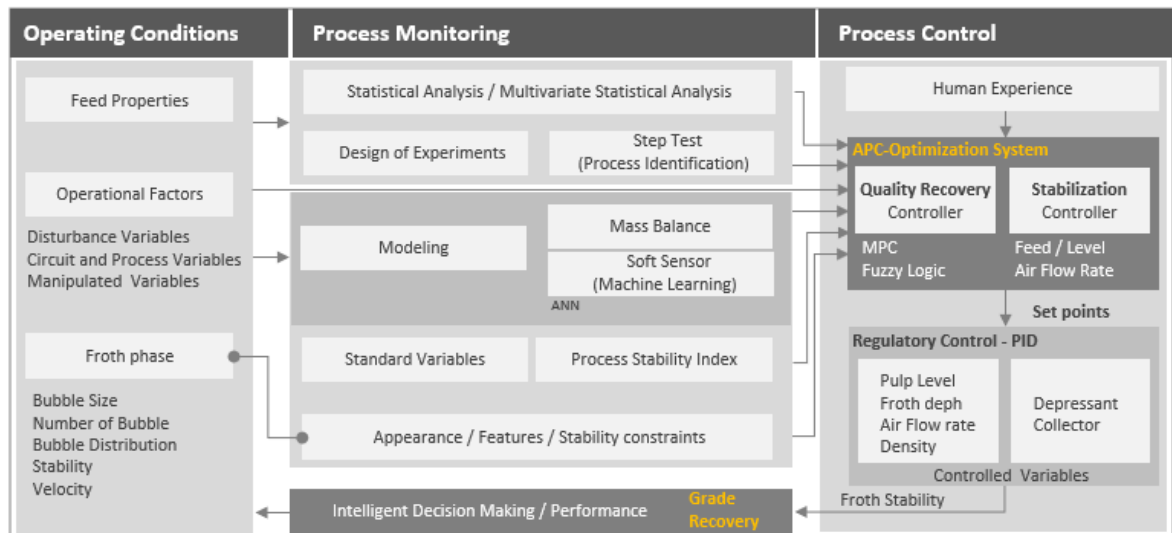 Operating Conditions
Process Monitoring
Process Control
Feed Properties
Operational Factors
Disturbance Variables
Circuit and Process Variables
Manipulated Variables
Froth phase
Bubble Size
Number of Bubble
Bubble Distribution
Stability
Velocity
Statistical Analysis / Multivariate Statistical Analysis
Design of Experiments
Step Test
(Process Identification)
Modeling
Mass Balance
Soft Sensor
(Machine Learning)
ANN
Standard Variables
Process Stability Index
Appearance / Features / Stability constraints
Intelligent Decision Making / Performance
Grade
Recovery
Human Experience
APC-Optimization System
Quality Recovery
Controller
Stabilization
Controller
MPC
Fuzzy Logic
Feed / Level
Air Flow Rate
Set points
Regulatory Control - PID
Pulp Level
Froth deph
Air Flow rate
Density
Depressant
Collector
Controlled Variables
Froth Stability